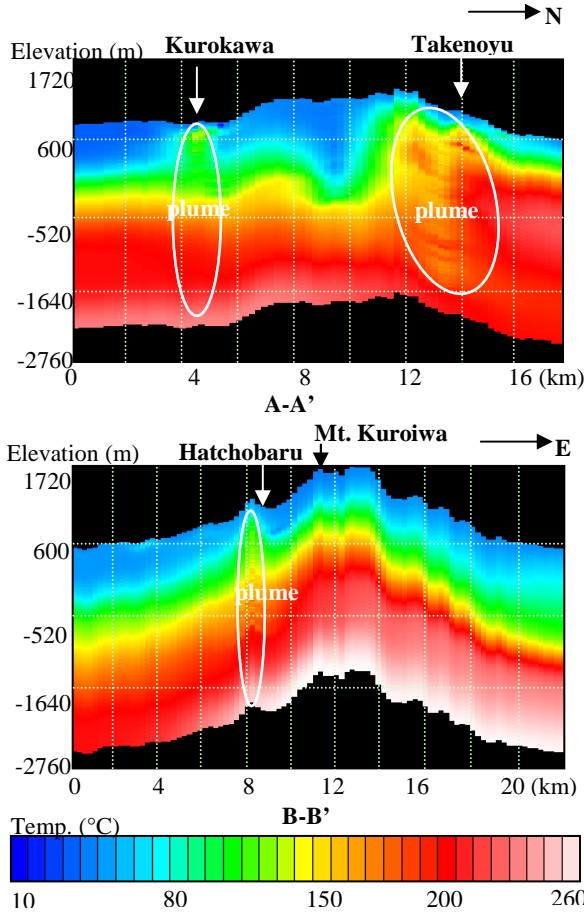 N
Elevation (m)
Kurokawa
Takenoyu
1720
600
-520
-1640
-2760
plume
plume
0
4
8
12
16 (km)
A-A’
Elevation (m)
Hatchobaru
Mt. Kuroiwa
E
1720
600
-520
-1640
-2760
plume
0
4
8
12
16
20 (km)
B-B’
Temp. (°C)
10
80
150
200
260